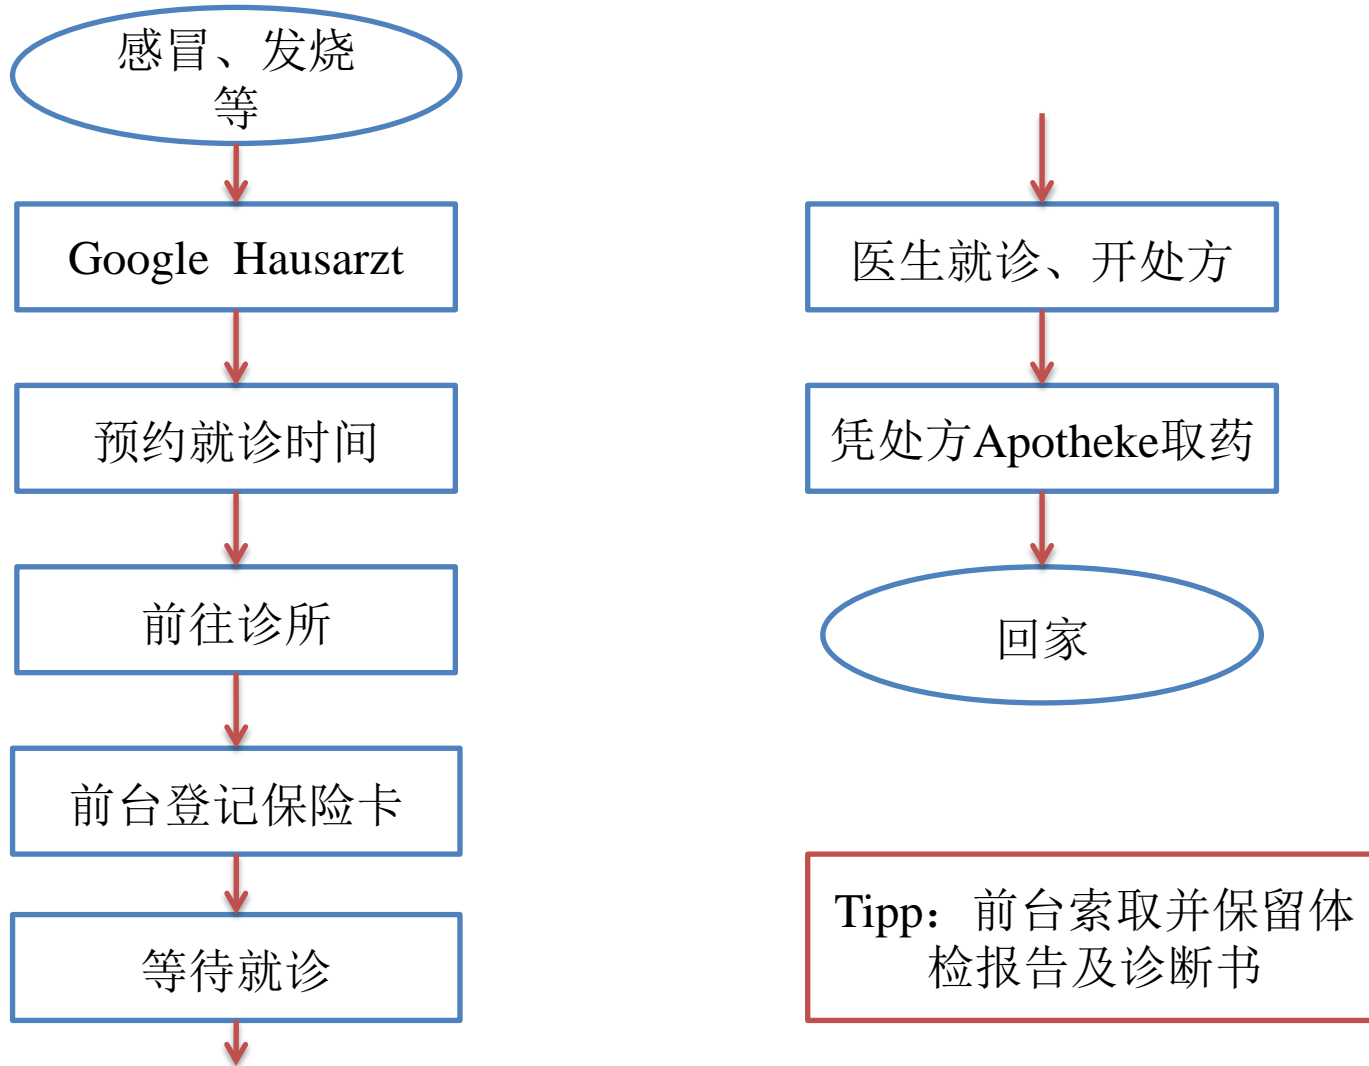 感冒、发烧
等
Google Hausarzt
预约就诊时间
前往诊所
前台登记保险卡
等待就诊
医生就诊、开处方
凭处方Apotheke取药
回家
Tipp：前台索取并保留体
检报告及诊断书